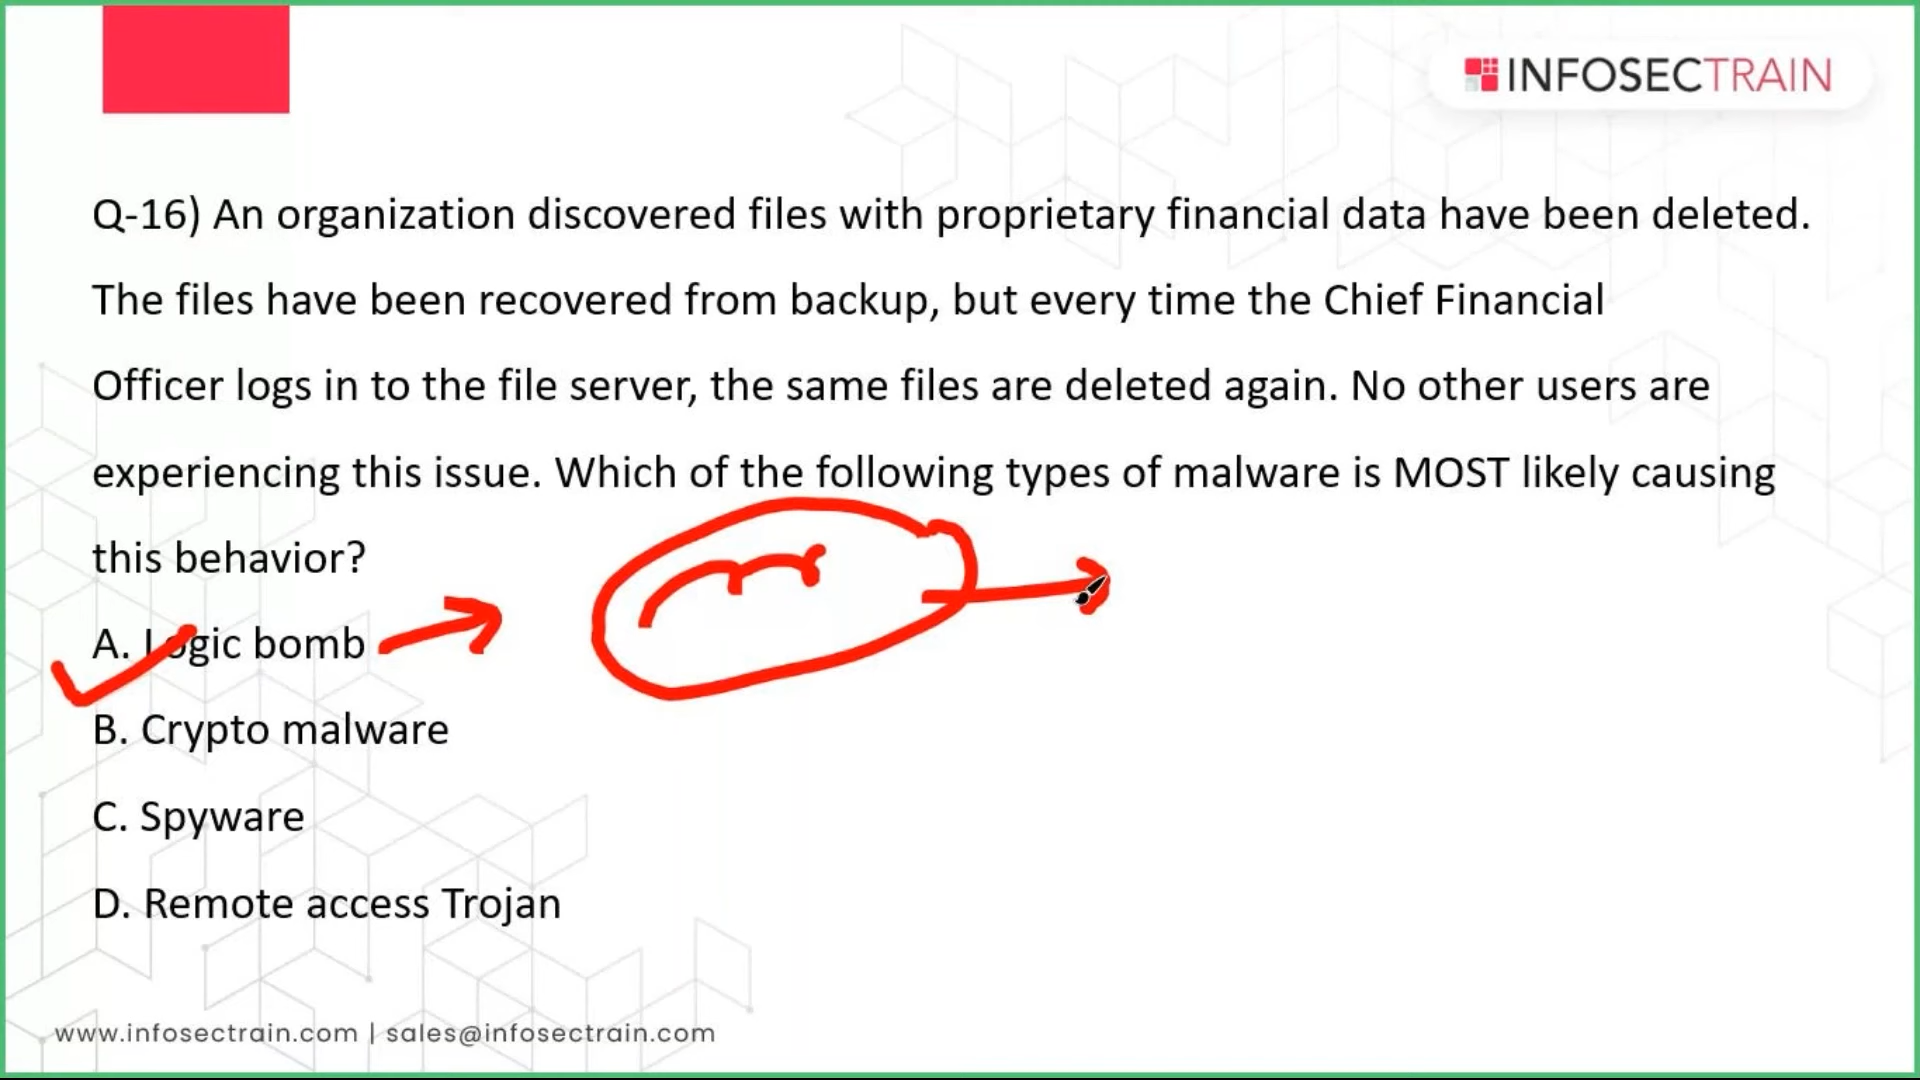 INFOSECTRAIN
Q-16) An organization discovered files with proprietary financial data have been deleted.
The files have been recovered from backup, but every time the Chief Financial
Officer logs in to the file server, the same files are deleted again. No other users are
experiencing this issue. Which of the following types of malware is MOST likely causing
this behavior?
A. Logic bomb
B. Crypto malware
C. Spyware
D. Remote access Trojan
www.infosectrain.com | sales@infosectrain.com